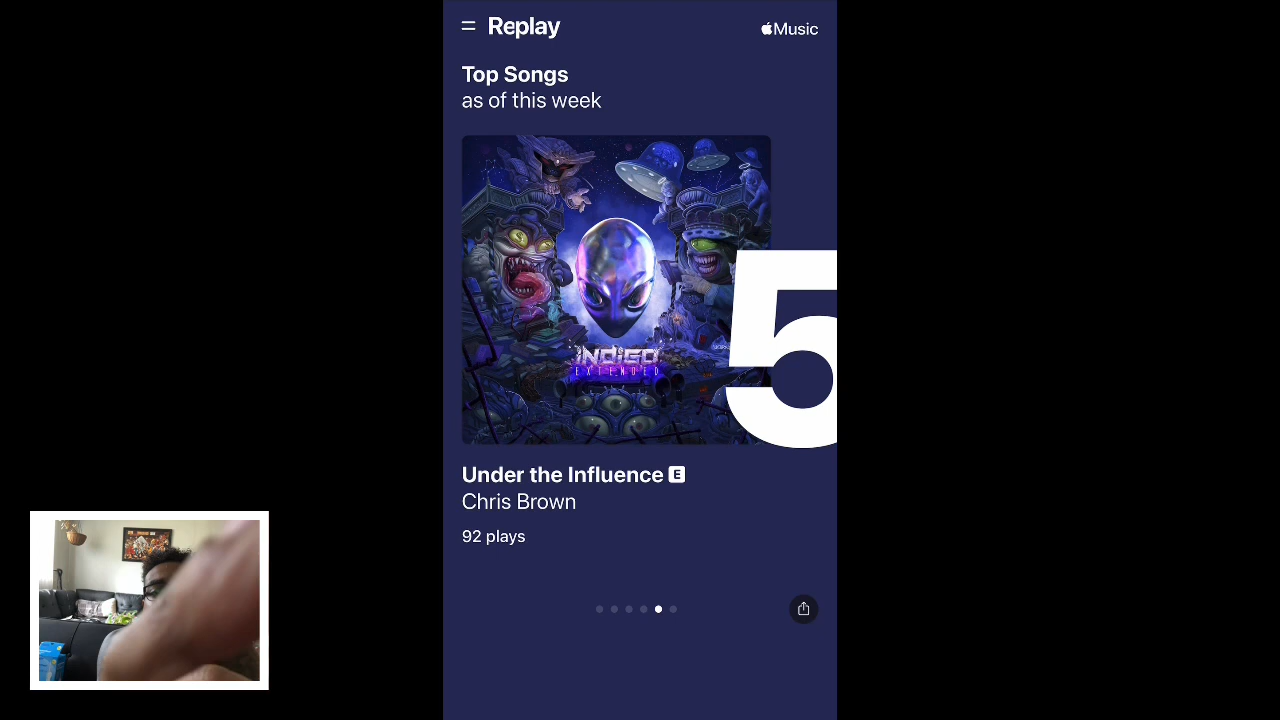 Replay
Music
Top Songs
as of this week
INDIGO
EXTENDED
5
Under the Influence E
Chris Brown
92 plays